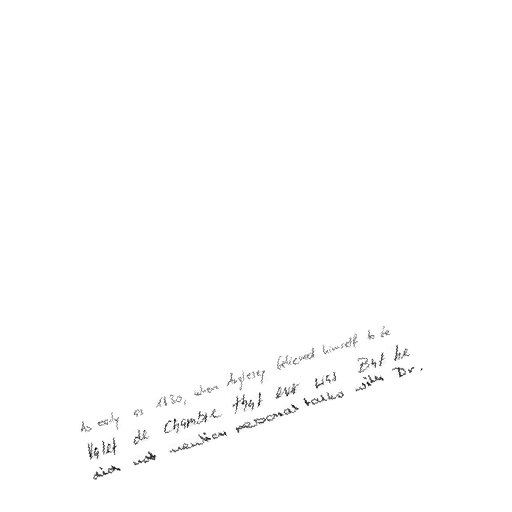 As early as 1830, when Anglesey believed himself to be
Valet de Chambre that ever was But he
did not mention personal talks with Dr.